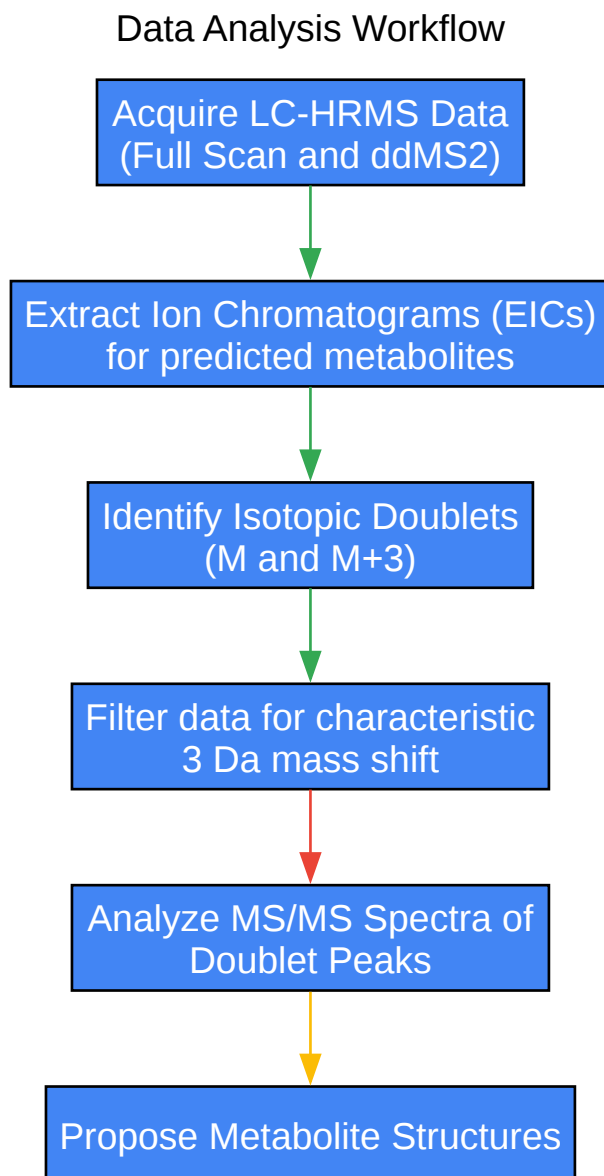 Data Analysis Workflow
Acquire LC-HRMS Data
(Full Scan and ddMS2)
Extract Ion Chromatograms (EICs)
for predicted metabolites
Identify Isotopic Doublets
(M and M+3)
Filter data for characteristic
3 Da mass shift
Analyze MS/MS Spectra of
Doublet Peaks
Propose Metabolite Structures